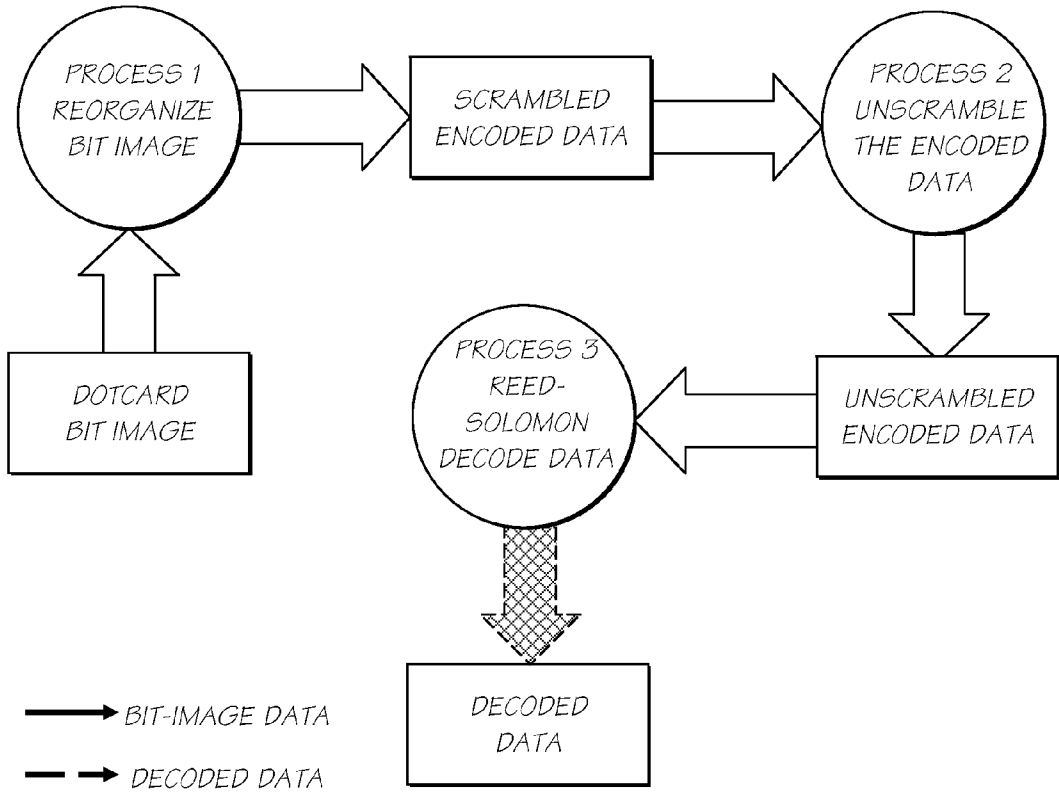 PROCESS 1
REORGANIZE
BIT IMAGE
SCRAMBLED
ENCODED DATA
PROCESS 2
UNSCRAMBLE
THE ENCODED
DATA
DOTCARD
BIT IMAGE
PROCESS 3
REED-
SOLOMON
DECODE DATA
UNSCRAMBLED
ENCODED DATA
DECODED
DATA
BIT-IMAGE DATA
DECODED DATA